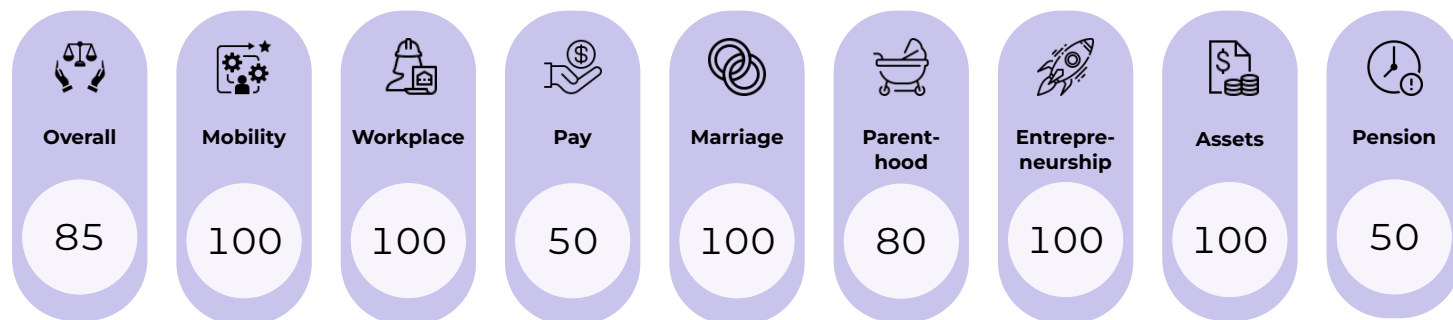 Overall
85
Mobility
100
Workplace
100
$
Pay
50
Marriage
100
Parent-
hood
80
Entrepre-
neurship
100
$
Assets
100
Pension
50